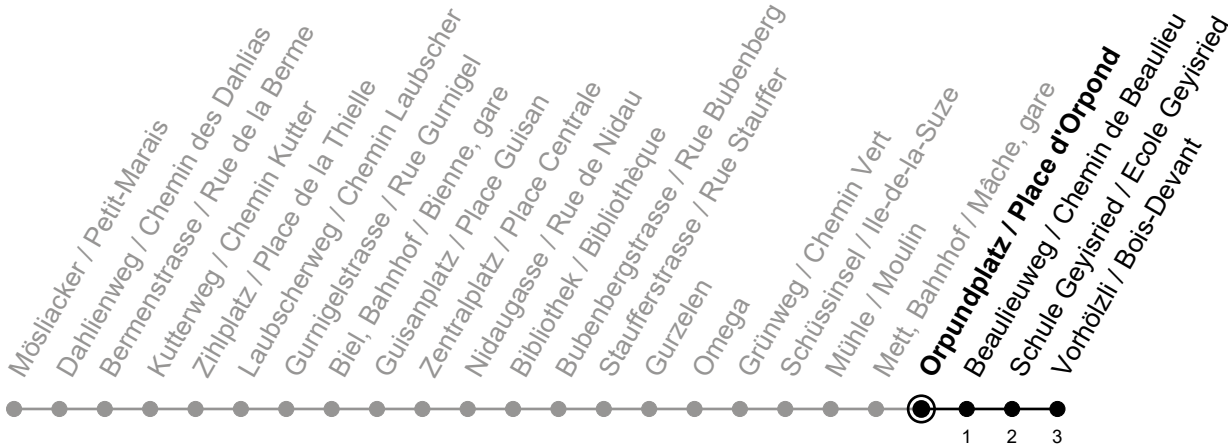 Mösliacker / Petit-Marais
Dahlienweg / Chemin des Dahlias
Bermenstrasse / Rue de la Berme
Kutterweg / Chemin Kutter
Zihlplatz / Place de la Thielle
Laubscherweg / Chemin Laubscher
Gurnigelstrasse / Rue Gurnigel
Biel, Bahnhof / Bienne, gare
Guisanplatz / Place Guisan
Zentralplatz / Place Centrale
Nidaugasse / Rue de Nidau
Bibliothek / Bibliothèque
Bubenbergstrasse / Rue Bubenberg
Staufferstrasse / Rue Stauffer
Gurzelen
Omega
Grünweg / Chemin Vert
Schüssinsel / Ile-de-la-Suze
Mühle / Moulin
Mett, Bahnhof / Mâche, gare
Orpundplatz / Place d'Orpond
Beaulieuweg / Chemin de Beaulieu
Schule Geyisried / Ecole Geyisried
Vorhölzli / Bois-Devant
1 2 3